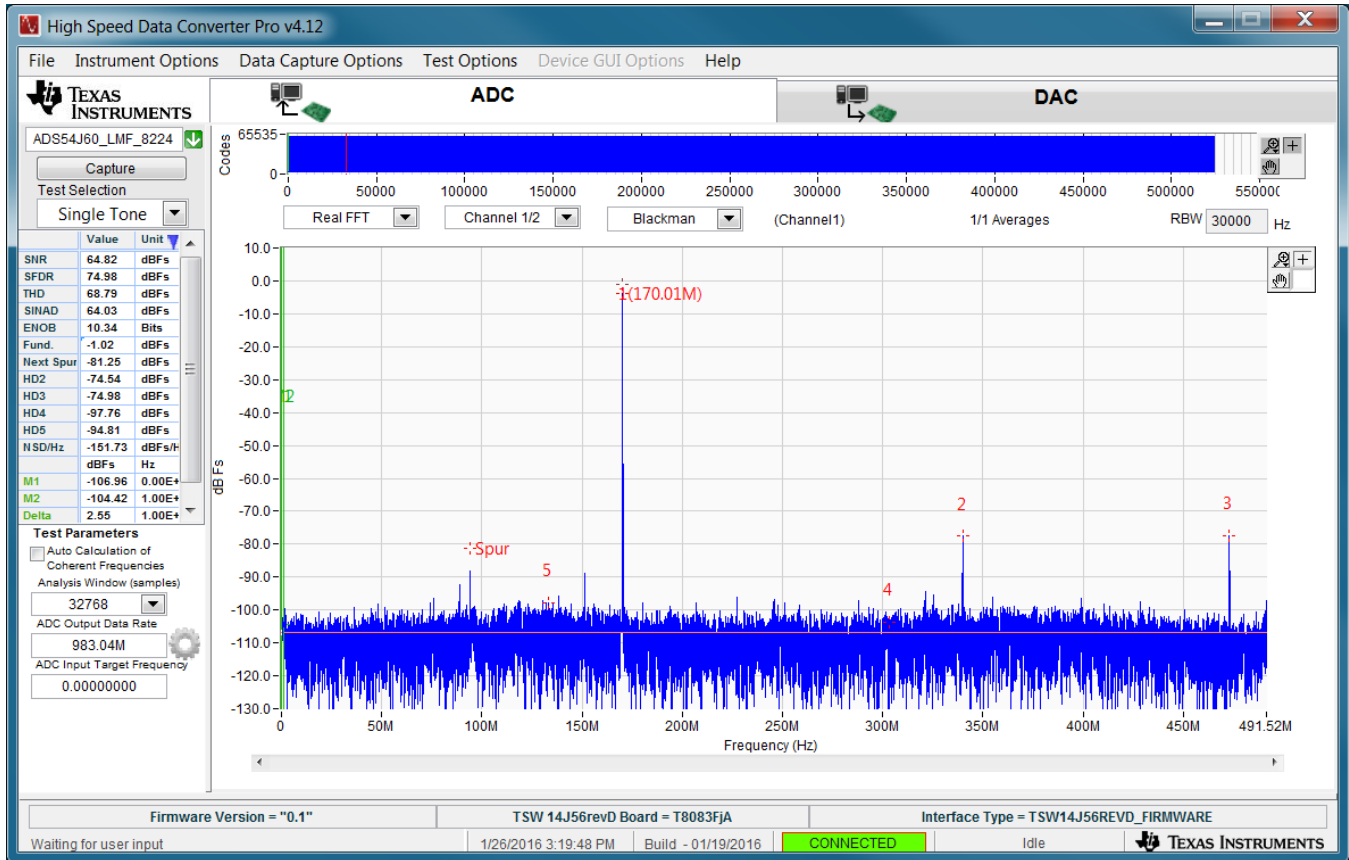 High Speed Data Converter Pro v4.12
File Instrument Options Data Capture Options Test Options Device GUI Options Help
TEXAS INSTRUMENTS
ADC
DAC
ADS54J60_LMF_8224
Capture
Test Selection
Single Tone
Value Unit
SNR 64.82 dBFs
SFDR 74.98 dBFs
THD 68.79 dBFs
SINAD 64.03 dBFs
ENOB 10.34 Bits
Fund. -1.02 dBFs
Next Spur -81.25 dBFs
HD2 -74.54 dBFs
HD3 -74.98 dBFs
HD4 -97.76 dBFs
HD5 -94.81 dBFs
NSD/Hz -151.73 dBFs/H
dBFs Hz
M1 -106.96 0.00E+
M2 -104.42 1.00E+
Delta 2.55 1.00E+
Test Parameters
Auto Calculation of
Coherent Frequencies
Analysis Window (samples)
32768
ADC Output Data Rate
983.04M
ADC Input Target Frequency
0.00000000
Codes
65535
0
0 50000 100000 150000 200000 250000 300000 350000 400000 450000 500000
Real FFT Channel 1/2 Blackman (Channel1) 1/1 Averages RBW 30000 Hz
dBFs
10.0
0.0
-10.0
-20.0
-30.0
-40.0
-50.0
-60.0
-70.0
-80.0
-90.0
-100.0
-110.0
-120.0
-130.0
1(170.01M)
2
3
Spur
5
4
0 50M 100M 150M 200M 250M 300M 350M 400M 450M 491.52M
Frequency (Hz)
Firmware Version = "0.1" TSW 14J56revD Board = T8083FjA Interface Type = TSW14J56REVD_FIRMWARE
Waiting for user input 1/26/2016 3:19:48 PM Build - 01/19/2016 CONNECTED Idle TEXAS INSTRUMENTS